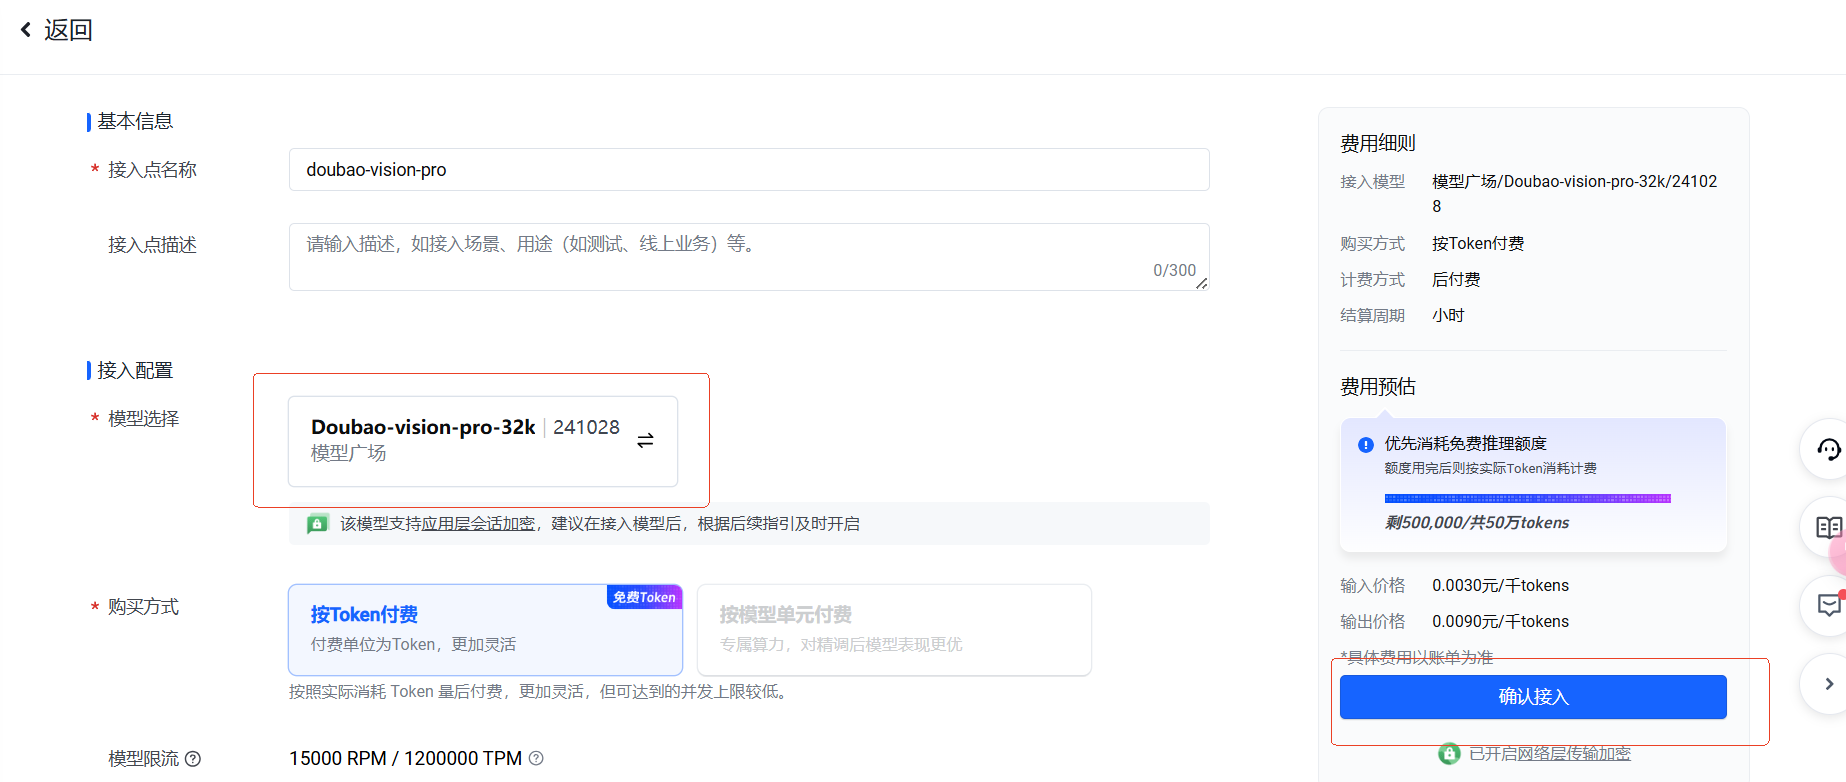 返回
基本信息
* 接入点名称
doubao-vision-pro
接入点描述
请输入描述，如接入场景、用途（如测试、线上业务）等。
0/300
接入配置
* 模型选择
Doubao-vision-pro-32k | 241028
模型广场
该模型支持应用层会话加密，建议在接入模型后，根据后续指引及时开启
* 购买方式
按Token付费
免费Token
付费单位为Token，更加灵活
按模型单元付费
专属算力，对精调后模型表现更优
按照实际消耗 Token 量后付费，更加灵活，但可达到的并发上限较低。
模型限流
15000 RPM / 1200000 TPM
费用细则
接入模型 模型广场/Doubao-vision-pro-32k/24102
8
购买方式 按Token付费
计费方式 后付费
结算周期 小时
费用预估
优先消耗免费推理额度
额度用完后则按实际Token消耗计费
剩500,000/共50万tokens
输入价格 0.0030元/千tokens
输出价格 0.0090元/千tokens
*具体费用以账单为准
确认接入
已开启网络层传输加密